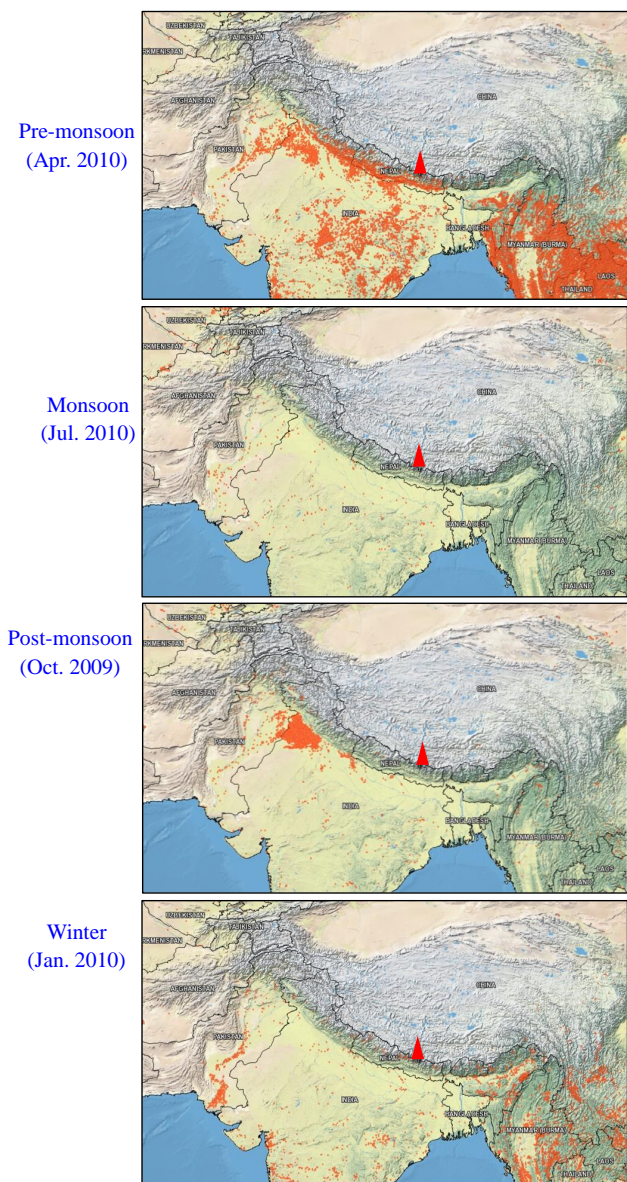 UZBEKISTAN
TAJIKISTAN
RKMENISTAN
AFGHANISTAN
CHINA
Pre-monsoon
(Apr. 2010)
PAKISTAN
NEPAL
INDIA
BANGLADESH
MYANMAR (BURMA)
LAOS
THAILAND
UZBEKISTAN
TAJIKISTAN
RKMENISTAN
AFGHANISTAN
CHINA
Monsoon
(Jul. 2010)
PAKISTAN
NEPAL
INDIA
BANGLADESH
MYANMAR (BURMA)
LAOS
THAILAND
UZBEKISTAN
TAJIKISTAN
RKMENISTAN
Post-monsoon
(Oct. 2009)
AFGHANISTAN
CHINA
PAKISTAN
NEPAL
INDIA
BANGLADESH
MYANMAR (BURMA)
LAOS
THAILAND
UZBEKISTAN
TAJIKISTAN
Winter
(Jan. 2010)
RKMENISTAN
AFGHANISTAN
CHINA
PAKISTAN
NEPAL
INDIA
BANGLADESH
MYANMAR (BURMA)
LAOS
THAILAND